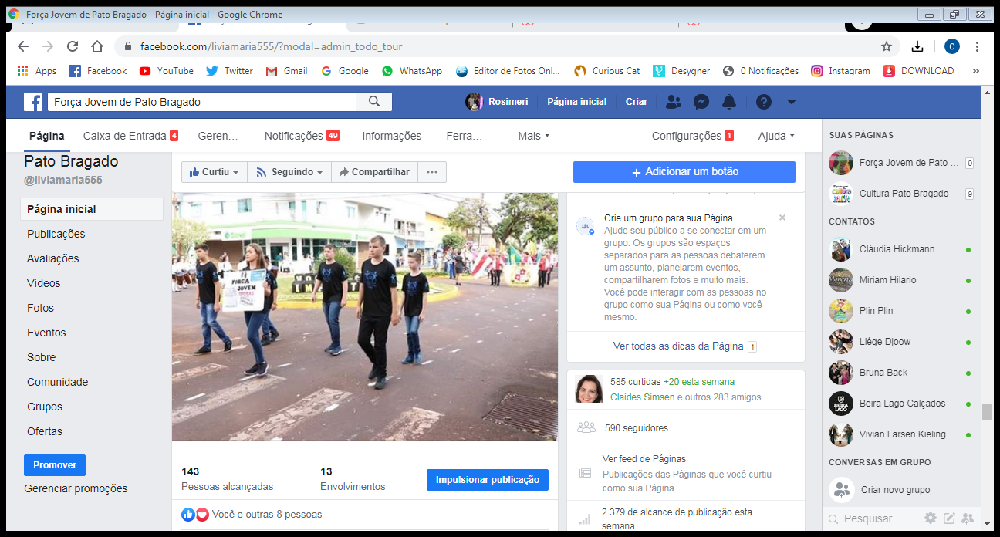 Força Jovem de Pato Bragado - Página inicial - Google Chrome
facebook.com/liviamaria555/?modal=admin_todo_tour
C
Apps Facebook YouTube Twitter Gmail Google WhatsApp Editor de Fotos Onl... Curious Cat Desygner 0 Notificações Instagram DOWNLOAD »
Força Jovem de Pato Bragado
Rosimeri Página inicial Criar
Página Caixa de Entrada 4 Geren... Notificações 49 Informações Ferra... Mais Configurações 1 Ajuda
Pato Bragado
@liviamaria555
Página inicial
Publicações
Avaliações
Vídeos
Fotos
Eventos
Sobre
Comunidade
Grupos
Ofertas
Promover
Gerenciar promoções
Curtiu Seguindo Compartilhar ...
+ Adicionar um botão
FORÇA
JOVEM
143
Pessoas alcançadas
13
Envolvimentos
Impulsionar publicação
Você e outras 8 pessoas
Crie um grupo para sua Página
Ajude seu público a se conectar em um
grupo. Os grupos são espaços
separados para as pessoas debaterem
um assunto, planejarem eventos,
compartilharem fotos e muito mais.
Você pode interagir com as pessoas no
grupo como sua Página ou como você
mesmo.
Ver todas as dicas da Página 1
585 curtidas +20 esta semana
Claides Simsen e outros 283 amigos
590 seguidores
Ver feed de Páginas
Publicações das Páginas que você curtiu
como sua Página
2.379 de alcance de publicação esta
semana
SUAS PÁGINAS
Força Jovem de Pato ... 9
Cultura Pato Bragado 9
CONTATOS
Cláudia Hickmann
Miriam Hilario
Plin Plin
Liége Djoow
Bruna Back
Beira Lago Calçados
Vivian Larsen Kieling ...
CONVERSAS EM GRUPO
Criar novo grupo
Pesquisar